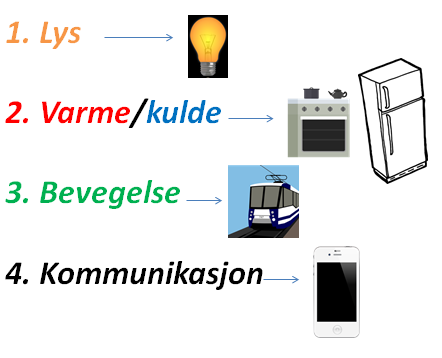 1. Lys
2. Varme/kulde
3. Bevegelse
4. Kommunikasjon